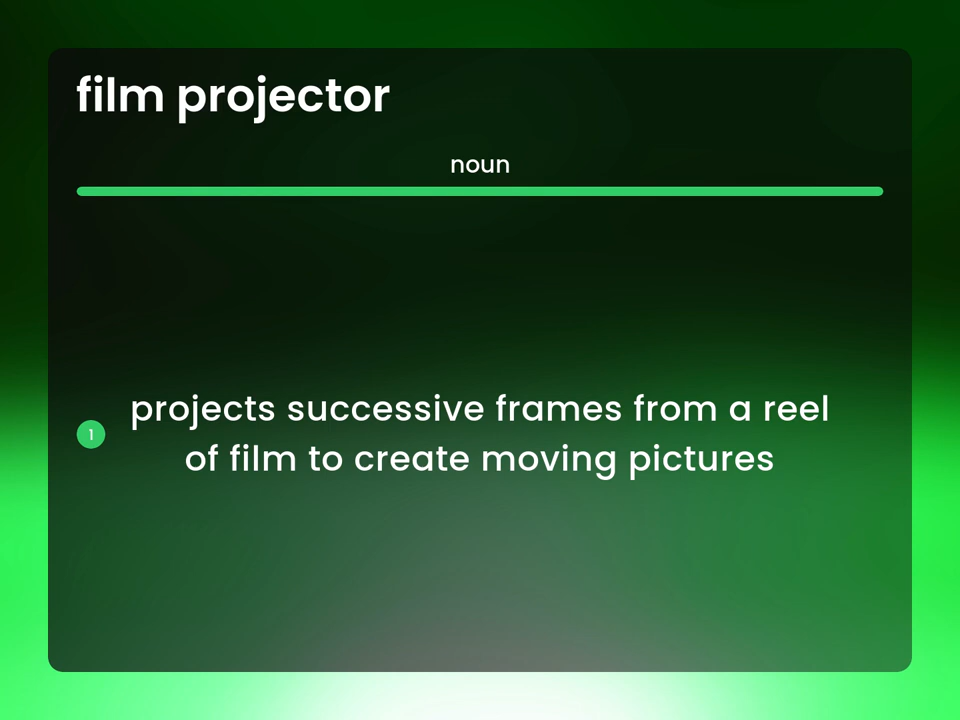 film projector
noun
1
projects successive frames from a reel
of film to create moving pictures